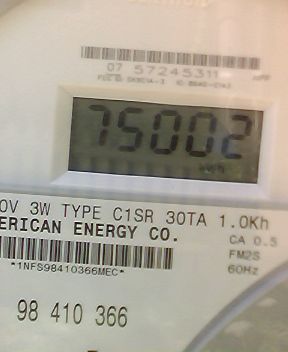 07 57245311
75002
kWh
0V 3W TYPE C1SR 30TA 1.0Kh
ERICAN ENERGY CO.
CA 0.5
FM2S
60Hz
*1NFS98410366MEC*
98 410 366